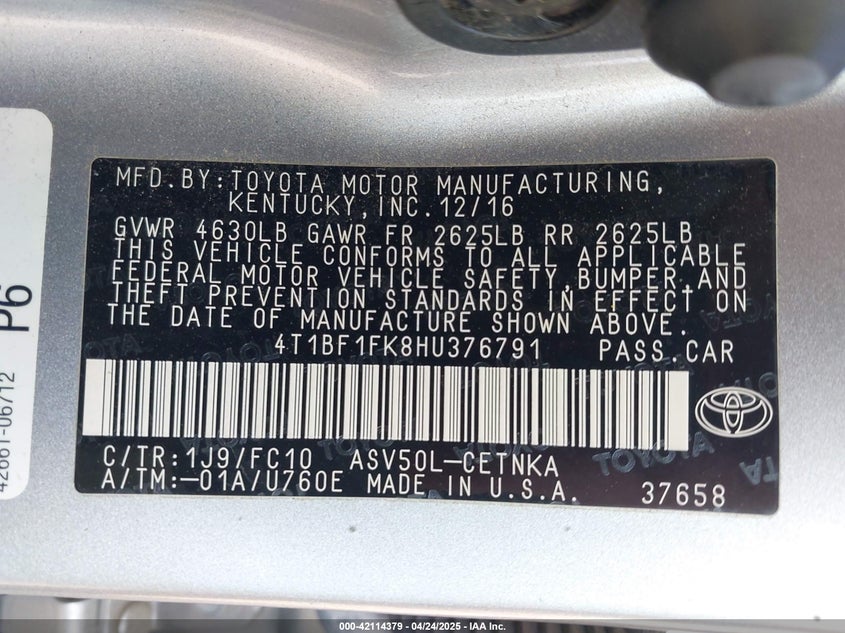 MFD.BY:TOYOTA MOTOR MANUFACTURING,
KENTUCKY,INC.12/16
GVWR 4630LB GAWR FR 2625LB RR 2625LB
THIS VEHICLE CONFORMS TO ALL APPLICABLE
FEDERAL MOTOR VEHICLE SAFETY,BUMPER,AND
THEFT PREVENTION STANDARDS IN EFFECT ON
THE DATE OF MANUFACTURE SHOWN ABOVE.
4T1BF1FK8HU376791 PASS.CAR
C/TR:1J9/FC10 ASV50L-CETNKA
A/TM:-01A/U760E MADE IN U.S.A. 37658
P6
42661-06712
000-42114379 / 04/24/2025 - IAA Inc.